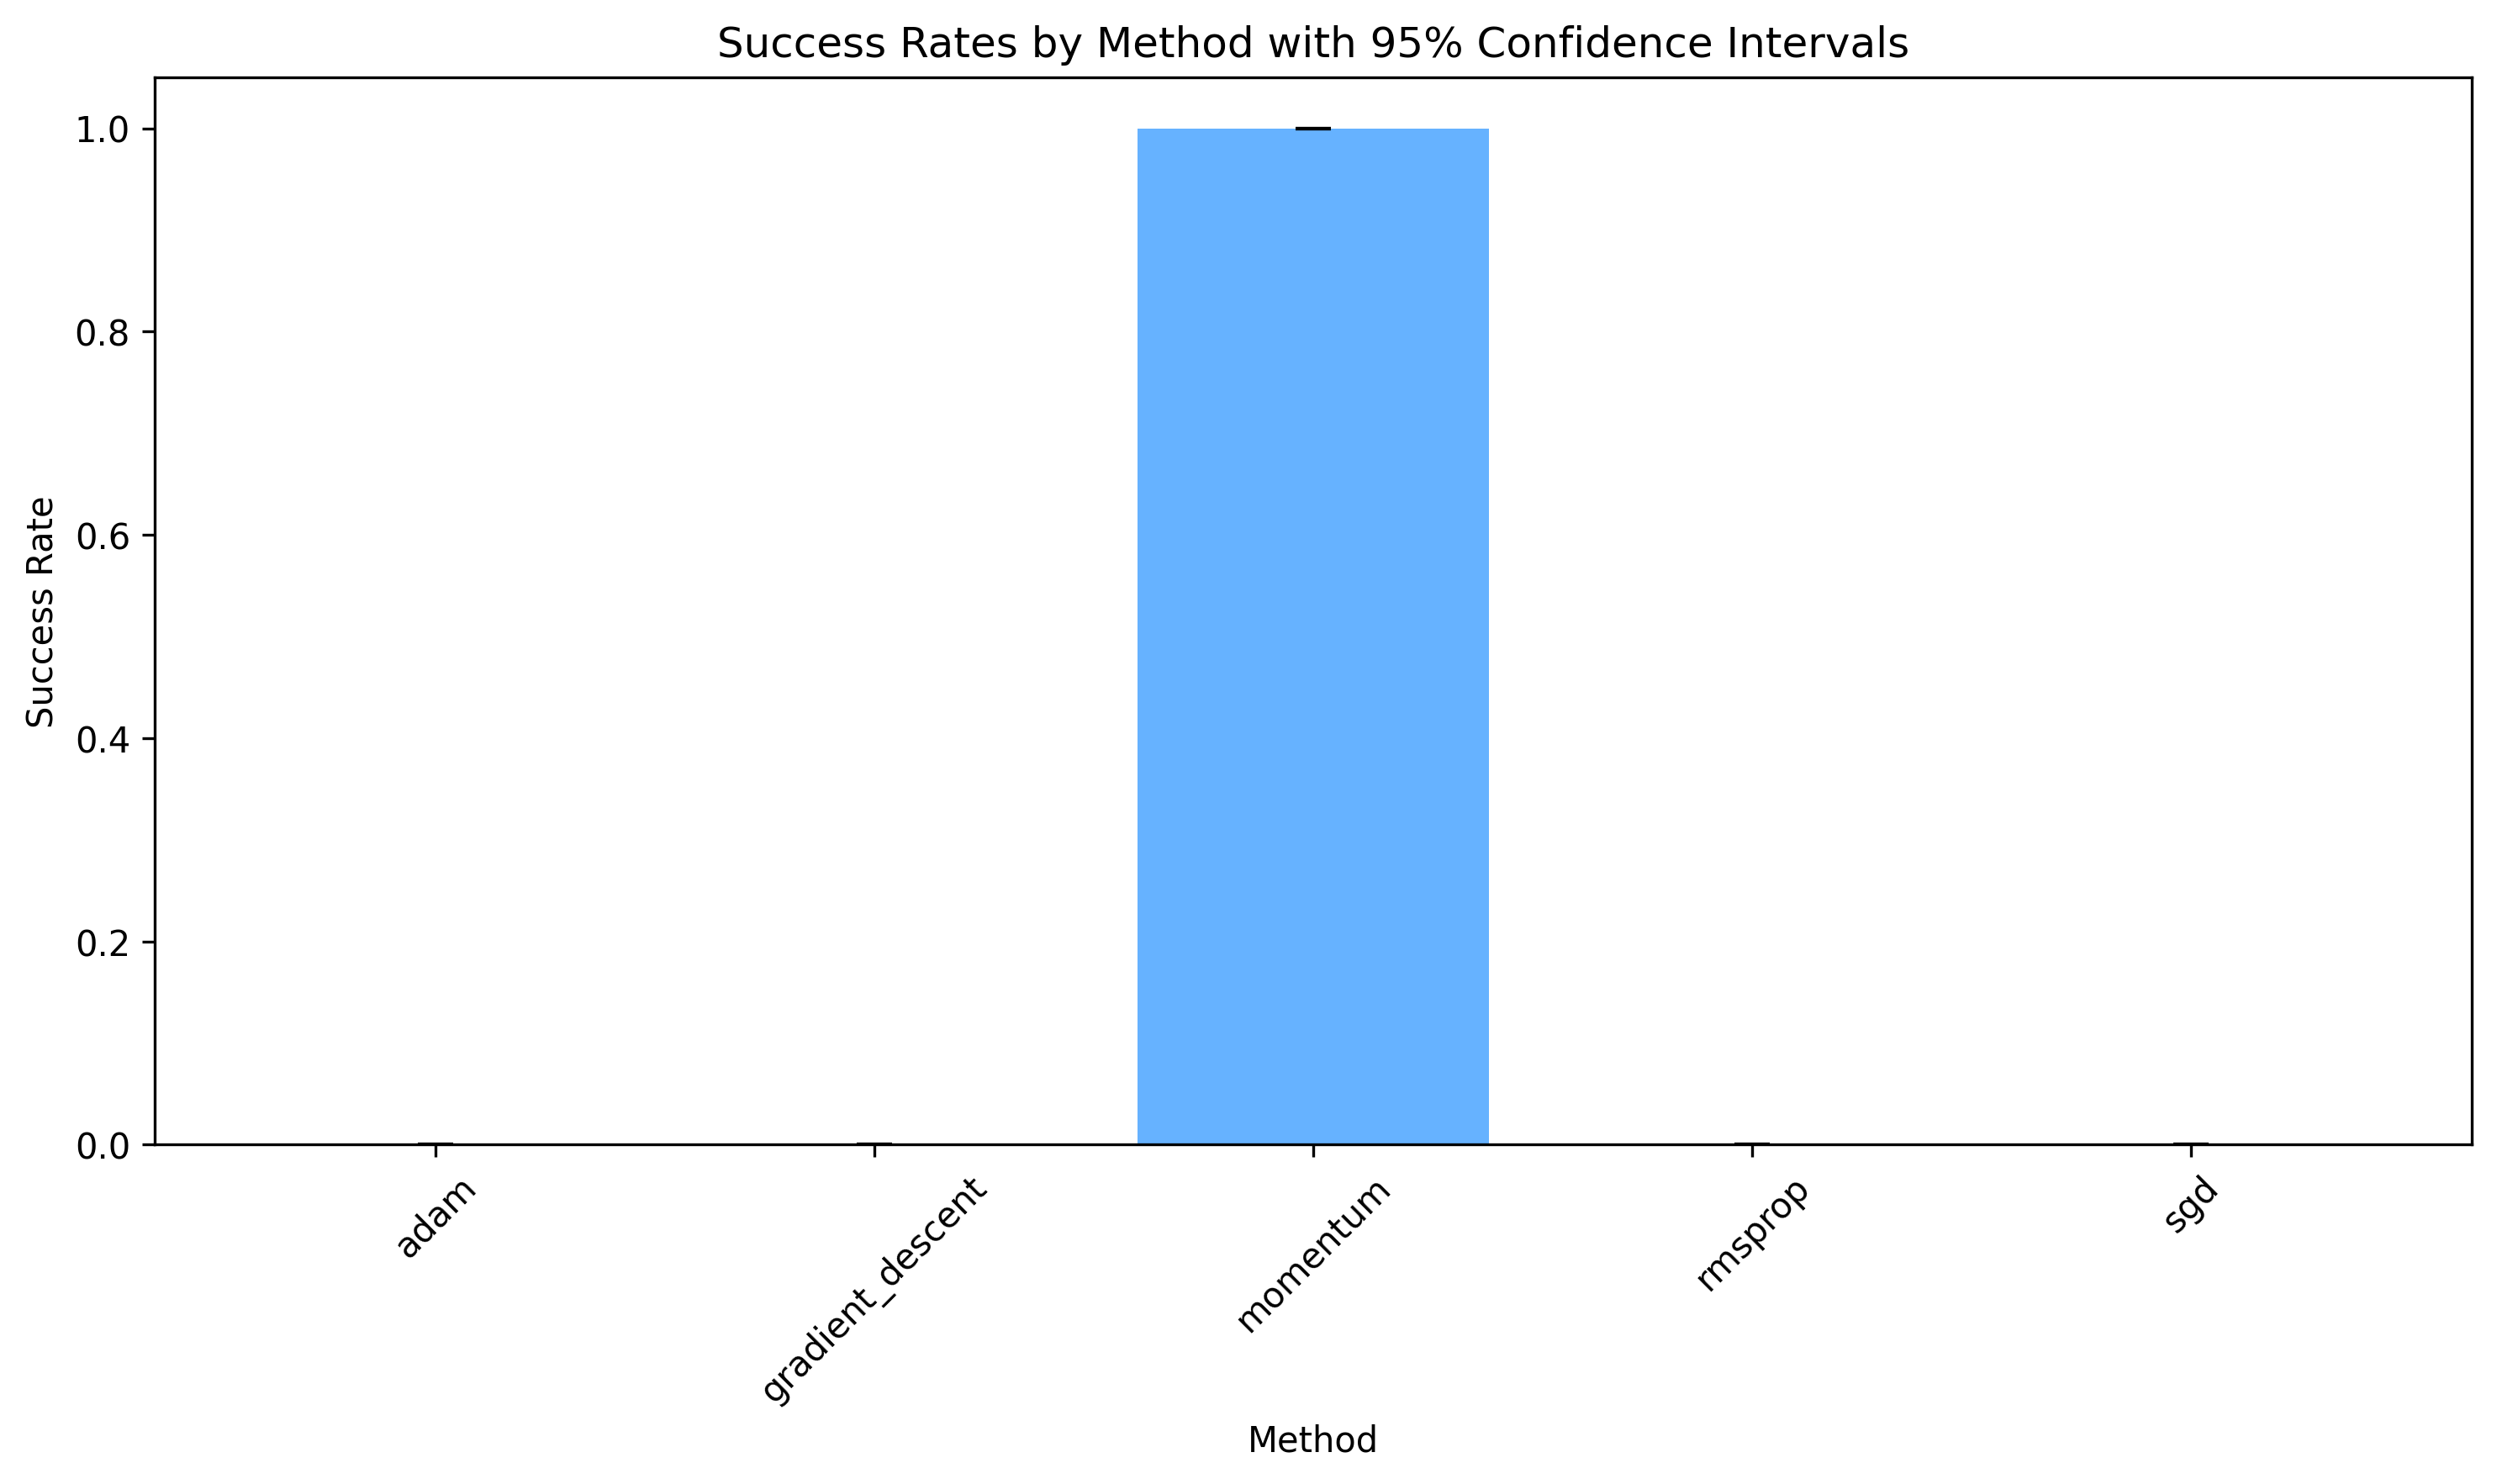 Success Rates by Method with 95% Confidence Intervals
Success Rate
1.0
0.8
0.6
0.4
0.2
0.0
adam
gradient_descent
momentum
rmsprop
sgd
Method